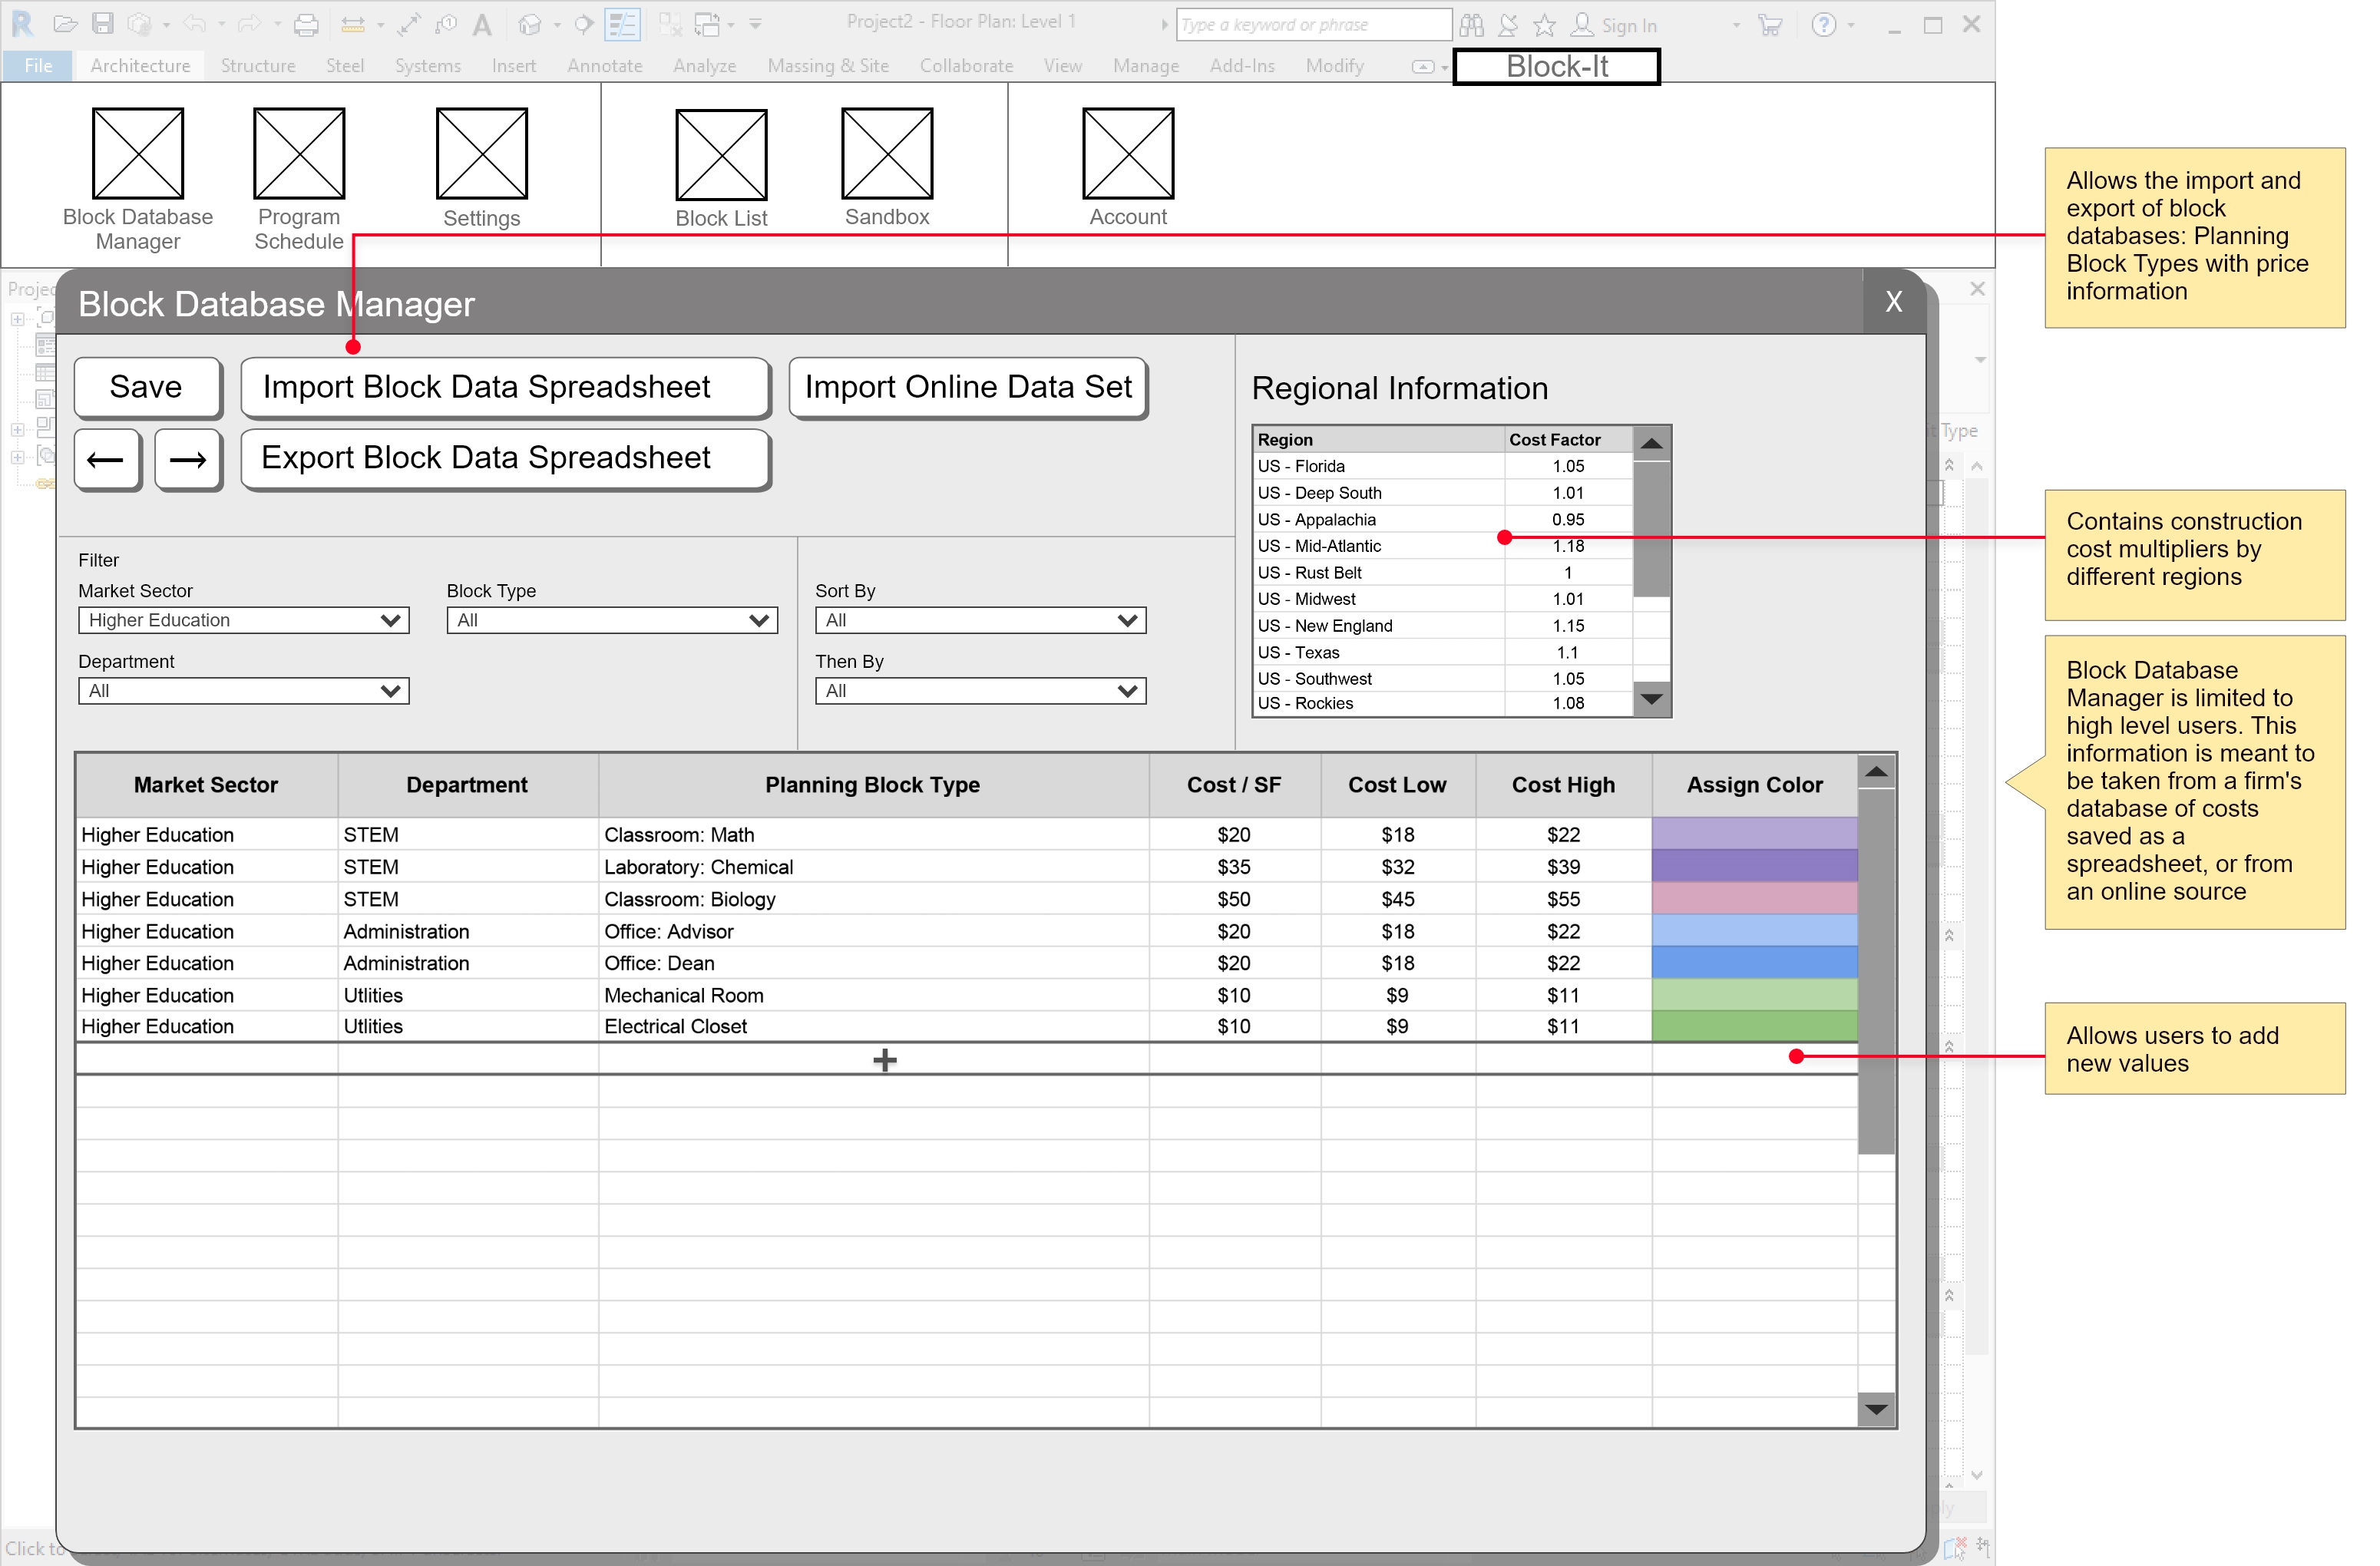 Project2 - Floor Plan: Level 1
Type a keyword or phrase
Sign In
File Architecture Structure Steel Systems Insert Annotate Analyze Massing & Site Collaborate View Manage Add-Ins Modify Block-It
Block Database
Manager
Program
Schedule
Settings
Block List
Sandbox
Account
Block Database Manager
X
Save
Import Block Data Spreadsheet
Import Online Data Set
Export Block Data Spreadsheet
Filter
Market Sector
Higher Education
Block Type
All
Department
All
Sort By
All
Then By
All
Regional Information
Region Cost Factor
US - Florida 1.05
US - Deep South 1.01
US - Appalachia 0.95
US - Mid-Atlantic 1.18
US - Rust Belt 1
US - Midwest 1.01
US - New England 1.15
US - Texas 1.1
US - Southwest 1.05
US - Rockies 1.08
Market Sector Department Planning Block Type Cost / SF Cost Low Cost High Assign Color
Higher Education STEM Classroom: Math $20 $18 $22
Higher Education STEM Laboratory: Chemical $35 $32 $39
Higher Education STEM Classroom: Biology $50 $45 $55
Higher Education Administration Office: Advisor $20 $18 $22
Higher Education Administration Office: Dean $20 $18 $22
Higher Education Utlities Mechanical Room $10 $9 $11
Higher Education Utlities Electrical Closet $10 $9 $11
+
Type
Click to
Allows the import and
export of block
databases: Planning
Block Types with price
information
Contains construction
cost multipliers by
different regions
Block Database
Manager is limited to
high level users. This
information is meant to
be taken from a firm's
database of costs
saved as a
spreadsheet, or from
an online source
Allows users to add
new values